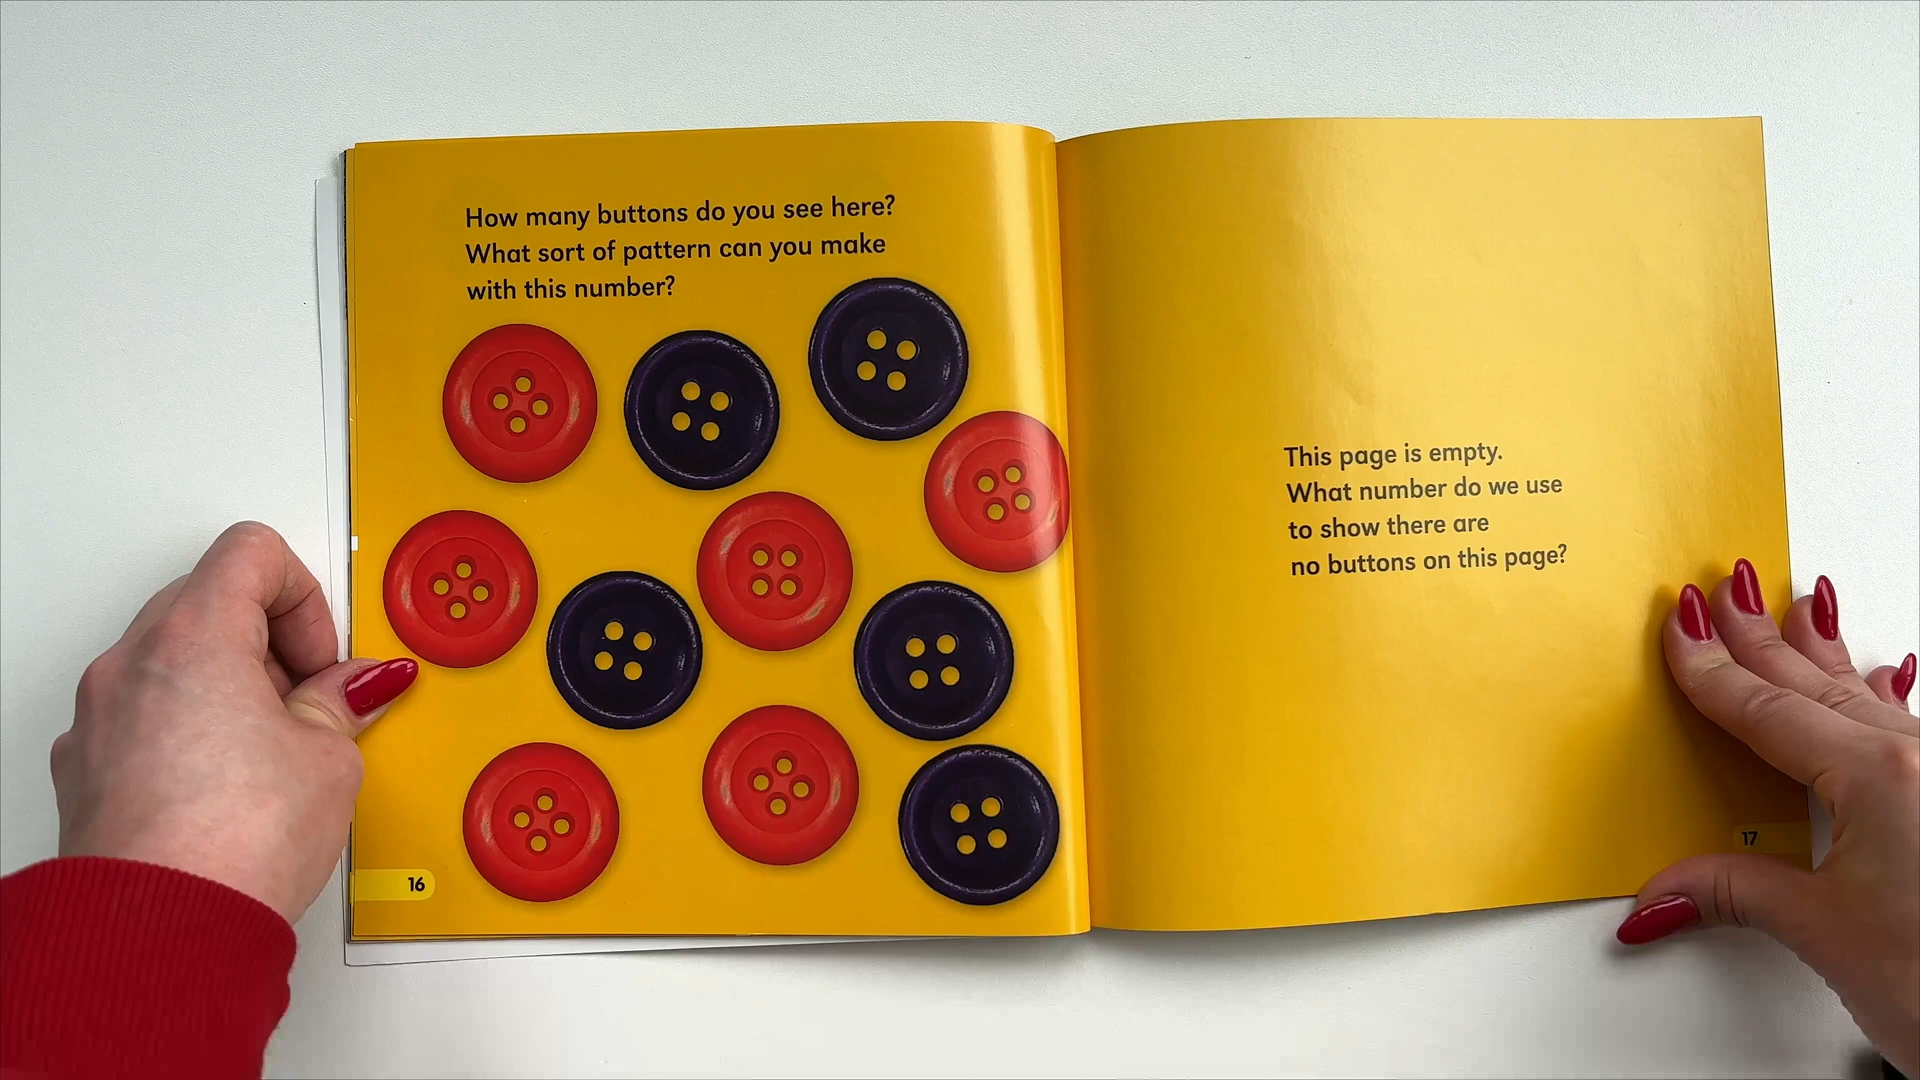 How many buttons do you see here?
What sort of pattern can you make
with this number?
16
This page is empty.
What number do we use
to show there are
no buttons on this page?
17